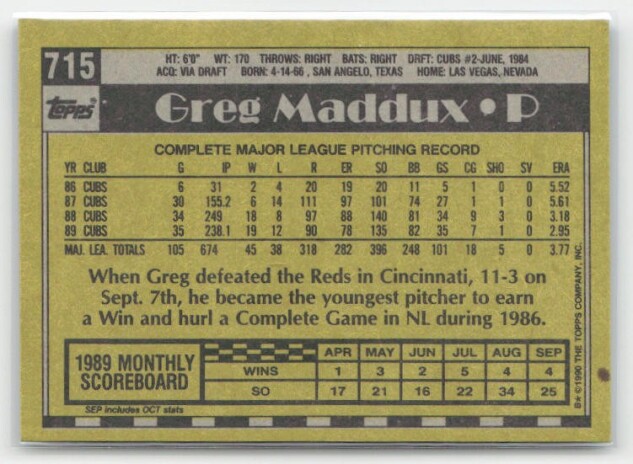 715
HT: 6'0" WT: 170 THROWS: RIGHT BATS: RIGHT DRFT: CUBS #2-JUNE, 1984
ACQ: VIA DRAFT BORN: 4-14-66, SAN ANGELO, TEXAS HOME: LAS VEGAS, NEVADA
topps
Greg Maddux • P
COMPLETE MAJOR LEAGUE PITCHING RECORD
YR CLUB G IP W L R ER SO BB GS CG SHO SV ERA
86 CUBS 6 31 2 4 20 19 20 11 5 1 0 0 5.52
87 CUBS 30 155.2 6 14 111 97 101 74 27 1 1 0 5.61
88 CUBS 34 249 18 8 97 88 140 81 34 9 3 0 3.18
89 CUBS 35 238.1 19 12 90 78 135 82 35 7 1 0 2.95
MAJ. LEA. TOTALS 105 674 45 38 318 282 396 248 101 18 5 0 3.77
When Greg defeated the Reds in Cincinnati, 11-3 on
Sept. 7th, he became the youngest pitcher to earn
a Win and hurl a Complete Game in NL during 1986.
1989 MONTHLY
SCOREBOARD
APR MAY JUN JUL AUG SEP
WINS 1 3 2 5 4 4
SO 17 21 16 22 34 25
SEP includes OCT stats
B* ©1990 THE TOPPS COMPANY, INC.